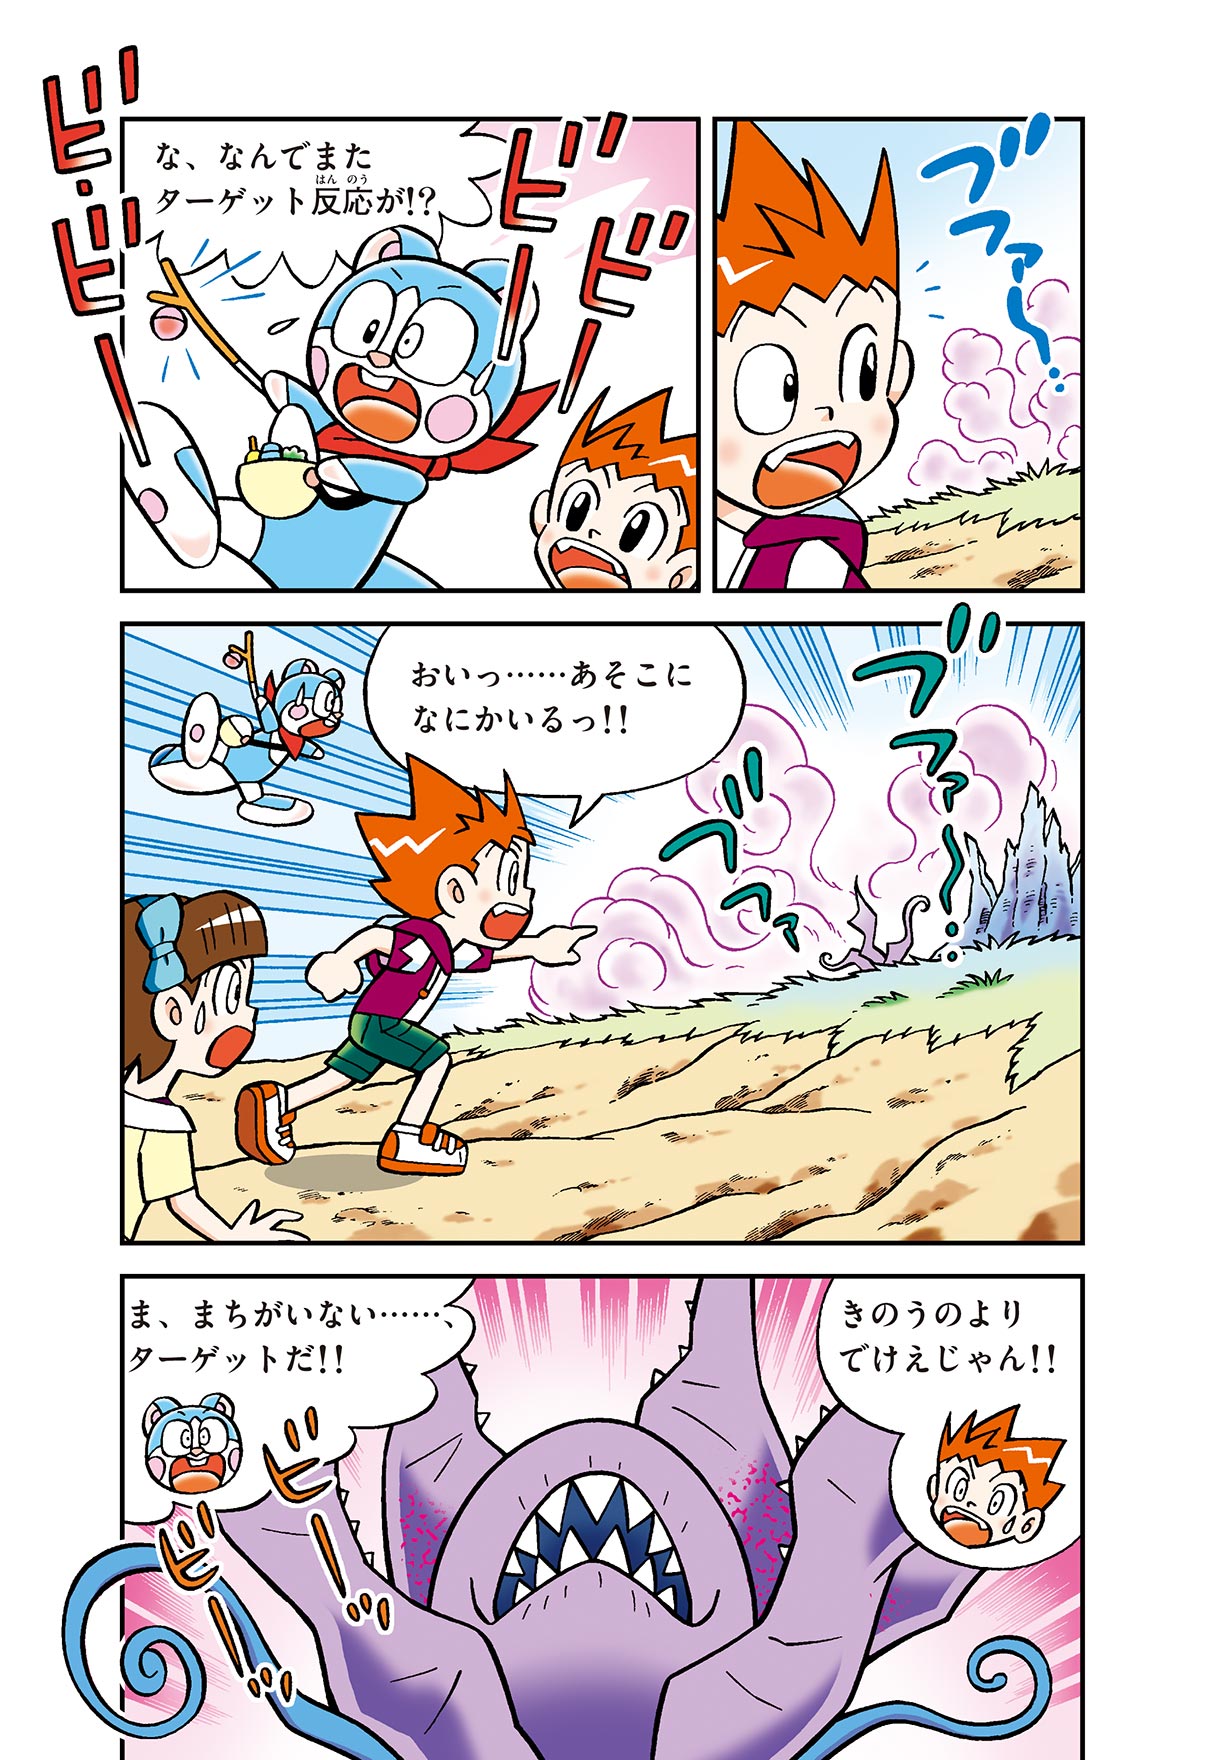 な、なんでまた
ターゲット反応が!?
はんのう
ビ・ビーー
ビビーー
ブファ〜‥
おいっ……あそこに
なにかいるっ!!
ブファ〜‥
ブファ
ま、まちがいない……、
ターゲットだ!!
ビビーー
きのうのより
でけえじゃん!!